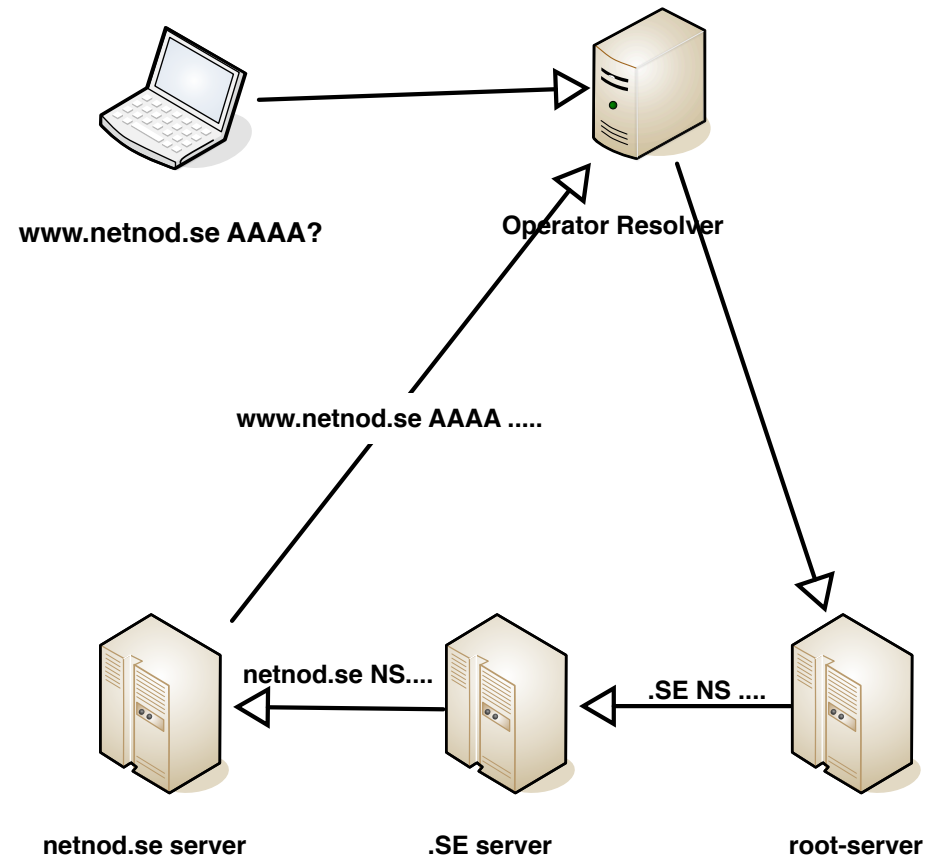 www.netnod.se AAAA?
Operator Resolver
www.netnod.se AAAA .....
netnod.se NS....
.SE NS ....
netnod.se server
.SE server
root-server